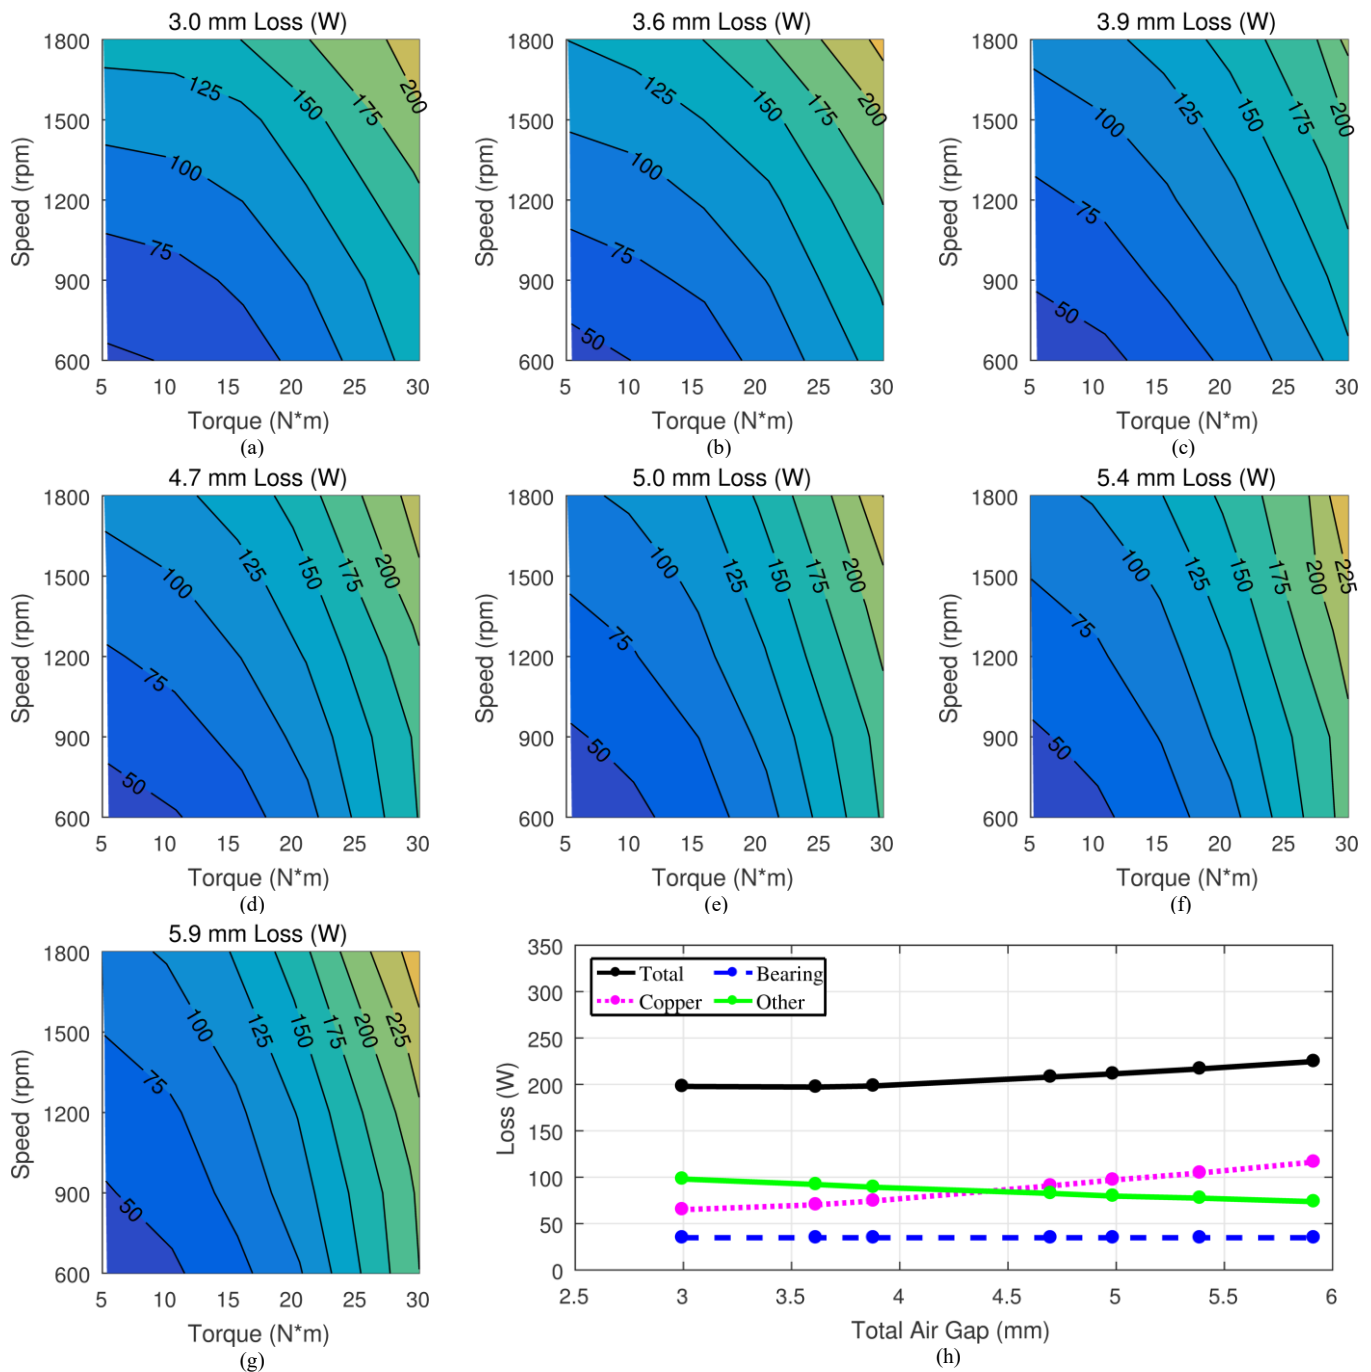 3.0 mm Loss (W)
3.6 mm Loss (W)
3.9 mm Loss (W)
1800
1500
1200
900
600
Speed (rpm)
75
100
125
150
175
200
5 10 15 20 25 30
Torque (N*m)
(a)
1800
1500
1200
900
600
Speed (rpm)
50
75
100
125
150
175
200
5 10 15 20 25 30
Torque (N*m)
(b)
1800
1500
1200
900
600
Speed (rpm)
50
75
100
125
150
175
200
5 10 15 20 25 30
Torque (N*m)
(c)
4.7 mm Loss (W)
5.0 mm Loss (W)
5.4 mm Loss (W)
1800
1500
1200
900
600
Speed (rpm)
50
75
100
125
150
175
200
5 10 15 20 25 30
Torque (N*m)
(d)
1800
1500
1200
900
600
Speed (rpm)
50
75
100
125
150
175
200
5 10 15 20 25 30
Torque (N*m)
(e)
1800
1500
1200
900
600
Speed (rpm)
50
75
100
125
150
175
200
225
5 10 15 20 25 30
Torque (N*m)
(f)
5.9 mm Loss (W)
1800
1500
1200
900
600
Speed (rpm)
50
75
100
125
150
175
200
225
5 10 15 20 25 30
Torque (N*m)
(g)
350
300
250
200
150
100
50
0
Loss (W)
Total Bearing
Copper Other
2.5 3 3.5 4 4.5 5 5.5 6
Total Air Gap (mm)
(h)